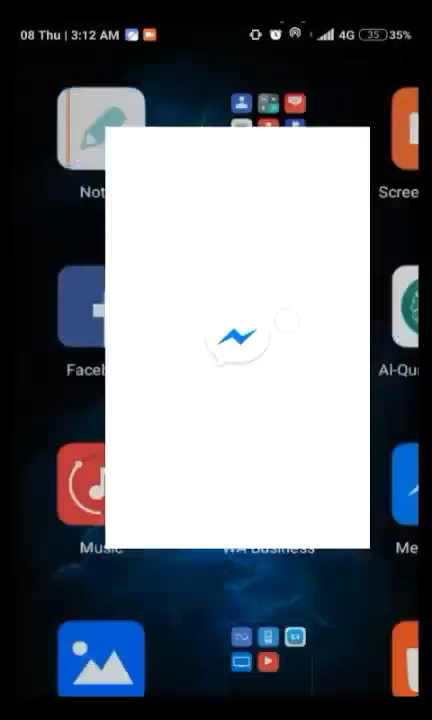 08 Thu | 3:12 AM 4G 35 35%
Not
Scree
Faceb
Al-Qu
Music
WA Business
Me